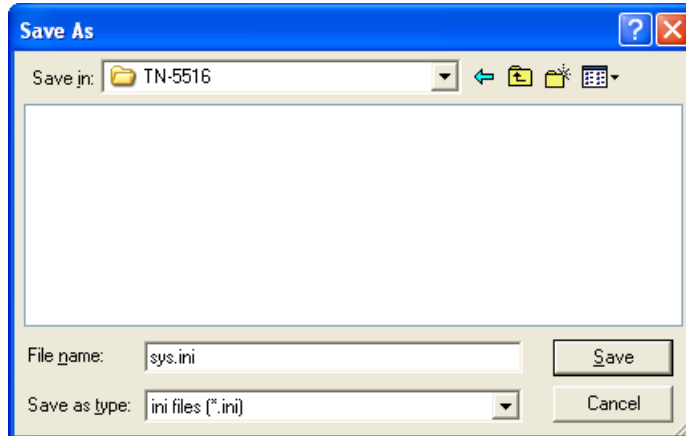 Save As
Save in: TN-5516
File name: sys.ini Save
Save as type: ini files (*.ini) Cancel